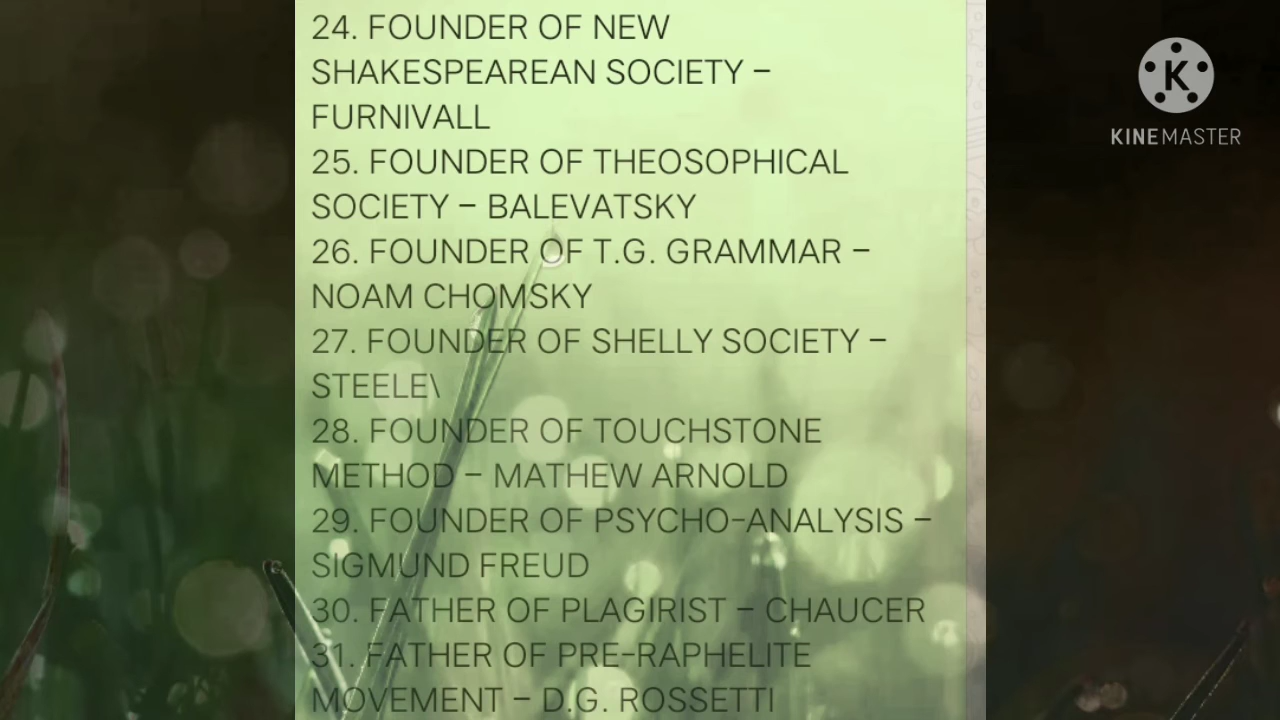 24. FOUNDER OF NEW
SHAKESPEAREAN SOCIETY –
FURNIVALL
25. FOUNDER OF THEOSOPHICAL
SOCIETY – BALEVATSKY
26. FOUNDER OF T.G. GRAMMAR –
NOAM CHOMSKY
27. FOUNDER OF SHELLY SOCIETY –
STEELE\
28. FOUNDER OF TOUCHSTONE
METHOD – MATHEW ARNOLD
29. FOUNDER OF PSYCHO-ANALYSIS –
SIGMUND FREUD
30. FATHER OF PLAGIRIST – CHAUCER
31. FATHER OF PRE-RAPHELITE
MOVEMENT – D.G. ROSSETTI
K
KINEMASTER